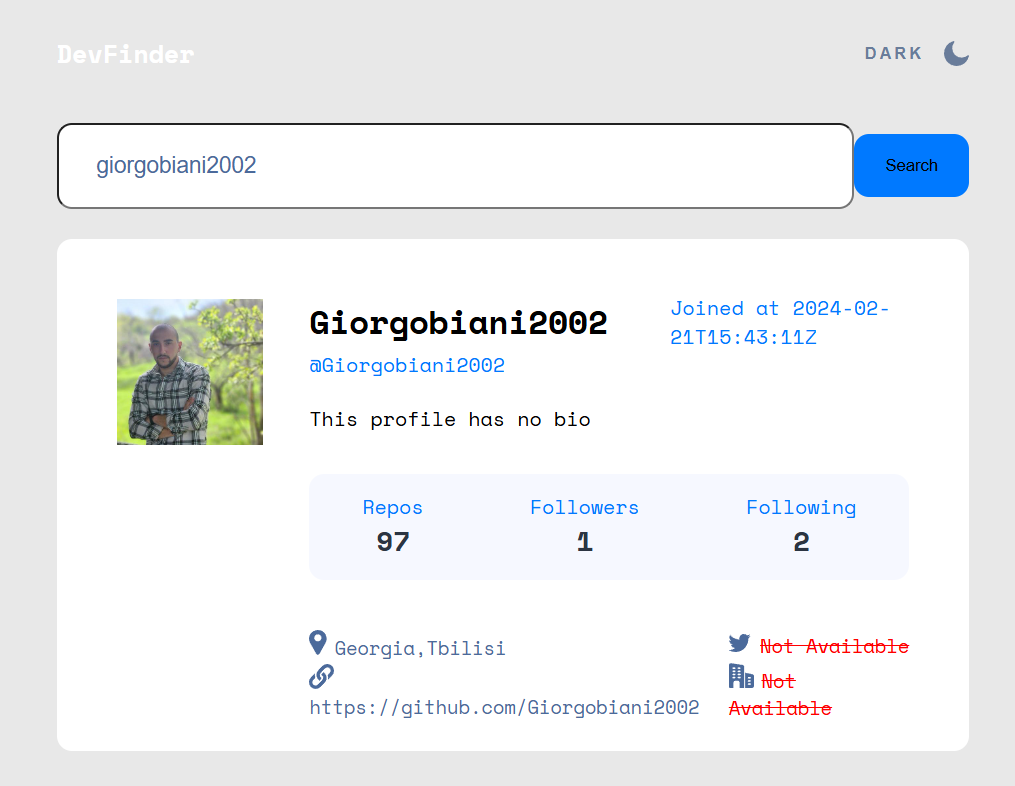 DevFinder
DARK
giorgobiani2002
Search
Giorgobiani2002
Joined at 2024-02-
21T15:43:11Z
@Giorgobiani2002
This profile has no bio
Repos
Followers
Following
97
1
2
Georgia,Tbilisi
https://github.com/Giorgobiani2002
Not Available
Not
Available